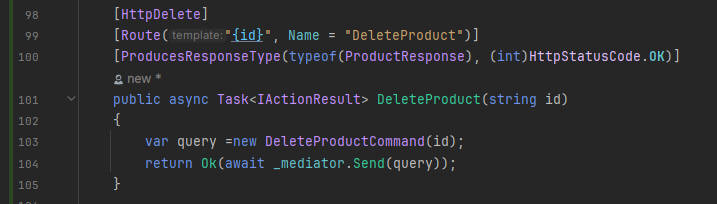 98 [HttpDelete]
99 [Route(template:"{id}", Name = "DeleteProduct")]
100 [ProducesResponseType(typeof(ProductResponse), (int)HttpStatusCode.OK)]
new *
101 public async Task<IActionResult> DeleteProduct(string id)
102 {
103 var query =new DeleteProductCommand(id);
104 return Ok(await _mediator.Send(query));
105 }